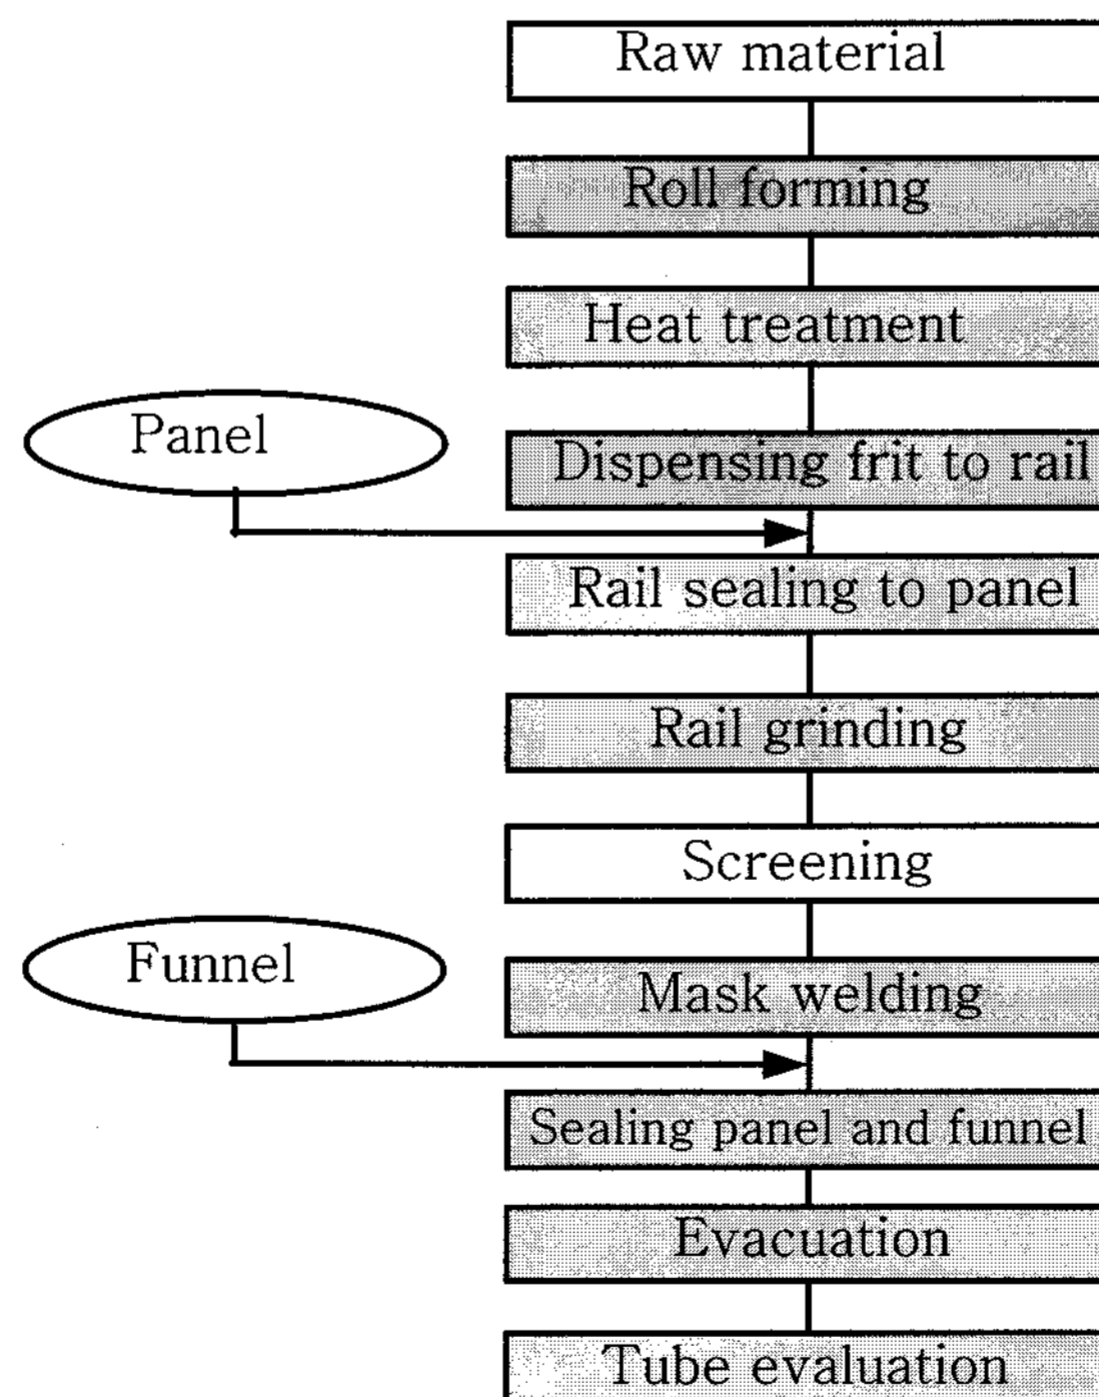 Raw material
Roll forming
Heat treatment
Panel
Dispensing frit to rail
Rail sealing to panel
Rail grinding
Screening
Funnel
Mask welding
Sealing panel and funnel
Evacuation
Tube evaluation